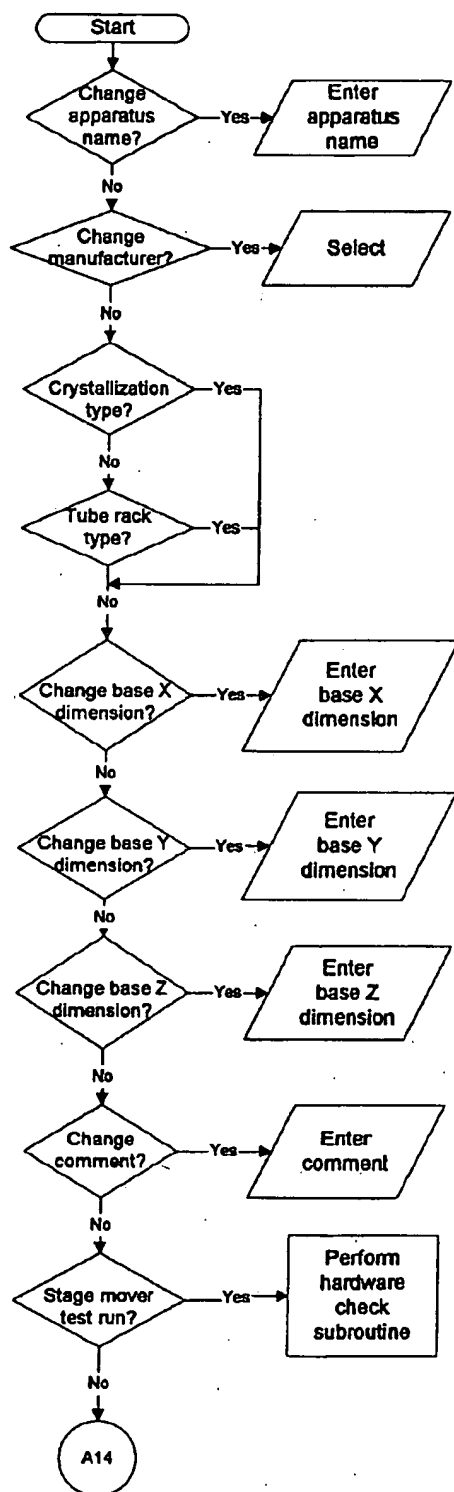 Start
Change
apparatus
name?
Yes
Enter
apparatus
name
No
Change
manufacturer?
Yes
Select
No
Crystallization
type?
Yes
No
Tube rack
type?
Yes
No
Change base X
dimension?
Yes
Enter
base X
dimension
No
Change base Y
dimension?
Yes
Enter
base Y
dimension
No
Change base Z
dimension?
Yes
Enter
base Z
dimension
No
Change
comment?
Yes
Enter
comment
No
Stage mover
test run?
Yes
Perform
hardware
check
subroutine
No
A14